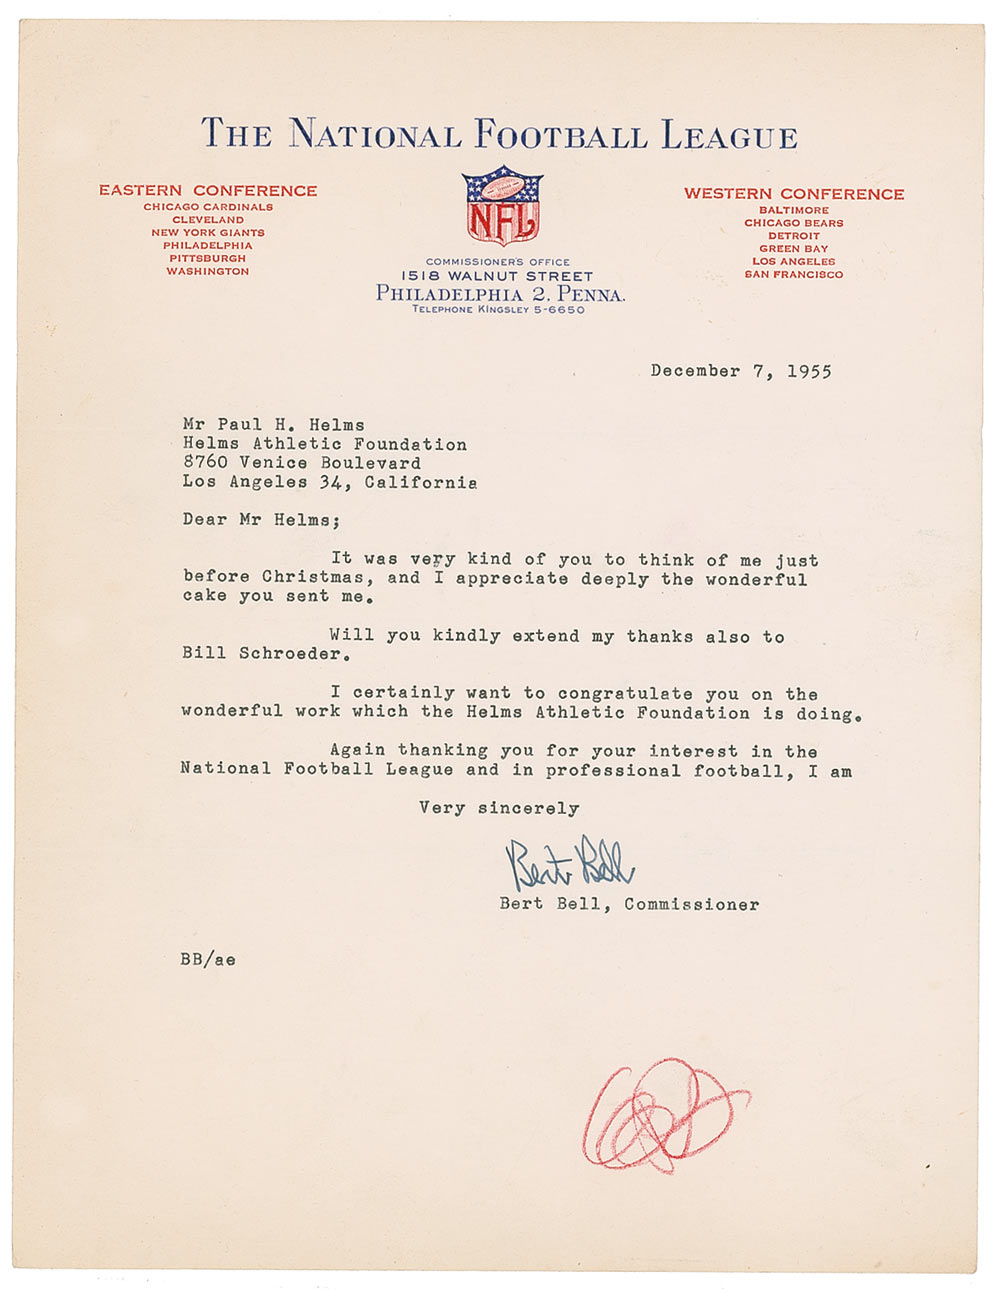 THE NATIONAL FOOTBALL LEAGUE
EASTERN CONFERENCE
CHICAGO CARDINALS
CLEVELAND
NEW YORK GIANTS
PHILADELPHIA
PITTSBURGH
WASHINGTON
NFL
COMMISSIONER'S OFFICE
1518 WALNUT STREET
PHILADELPHIA 2, PENNA.
TELEPHONE KINGSLEY 5-6650
WESTERN CONFERENCE
BALTIMORE
CHICAGO BEARS
DETROIT
GREEN BAY
LOS ANGELES
SAN FRANCISCO
December 7, 1955
Mr Paul H. Helms
Helms Athletic Foundation
8760 Venice Boulevard
Los Angeles 34, California
Dear Mr Helms;
It was very kind of you to think of me just
before Christmas, and I appreciate deeply the wonderful
cake you sent me.
Will you kindly extend my thanks also to
Bill Schroeder.
I certainly want to congratulate you on the
wonderful work which the Helms Athletic Foundation is doing.
Again thanking you for your interest in the
National Football League and in professional football, I am
Very sincerely
Bert Bell
Bert Bell, Commissioner
BB/ae